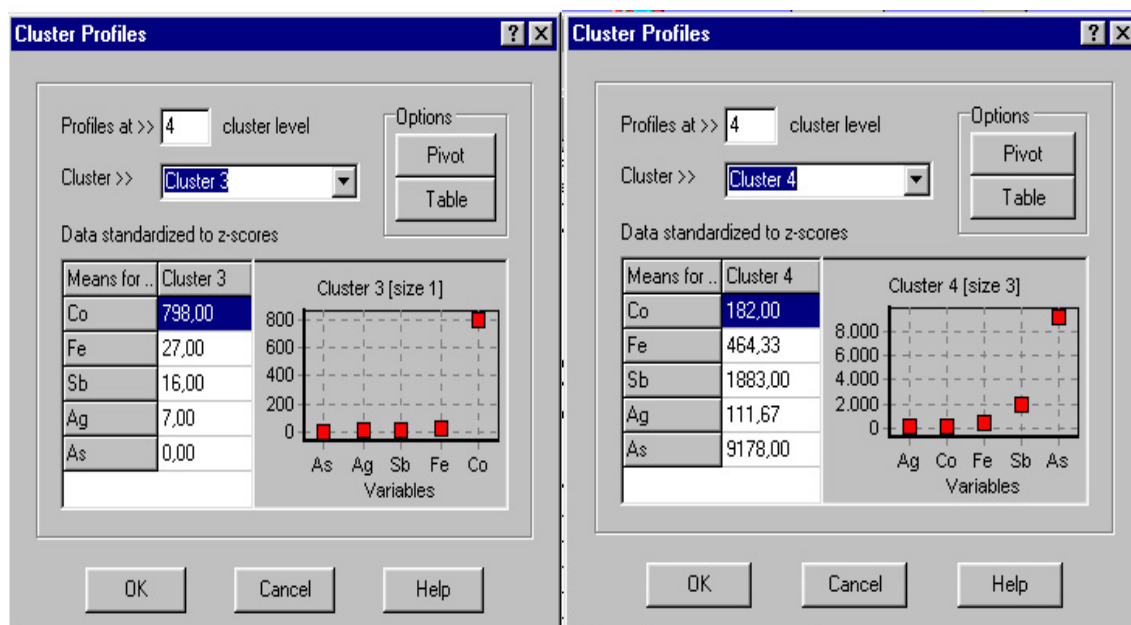 Cluster Profiles
Profiles at >> 4 cluster level
Options
Pivot
Cluster >> Cluster 3
Table
Data standardized to z-scores
Means for .. Cluster 3
Co 798,00
Fe 27,00
Sb 16,00
Ag 7,00
As 0,00
Cluster 3 [size 1]
800
600
400
200
0
As Ag Sb Fe Co
Variables
OK Cancel Help
Cluster Profiles
Profiles at >> 4 cluster level
Options
Pivot
Cluster >> Cluster 4
Table
Data standardized to z-scores
Means for .. Cluster 4
Co 182,00
Fe 464,33
Sb 1883,00
Ag 111,67
As 9178,00
Cluster 4 [size 3]
8.000
6.000
4.000
2.000
0
Ag Co Fe Sb As
Variables
OK Cancel Help